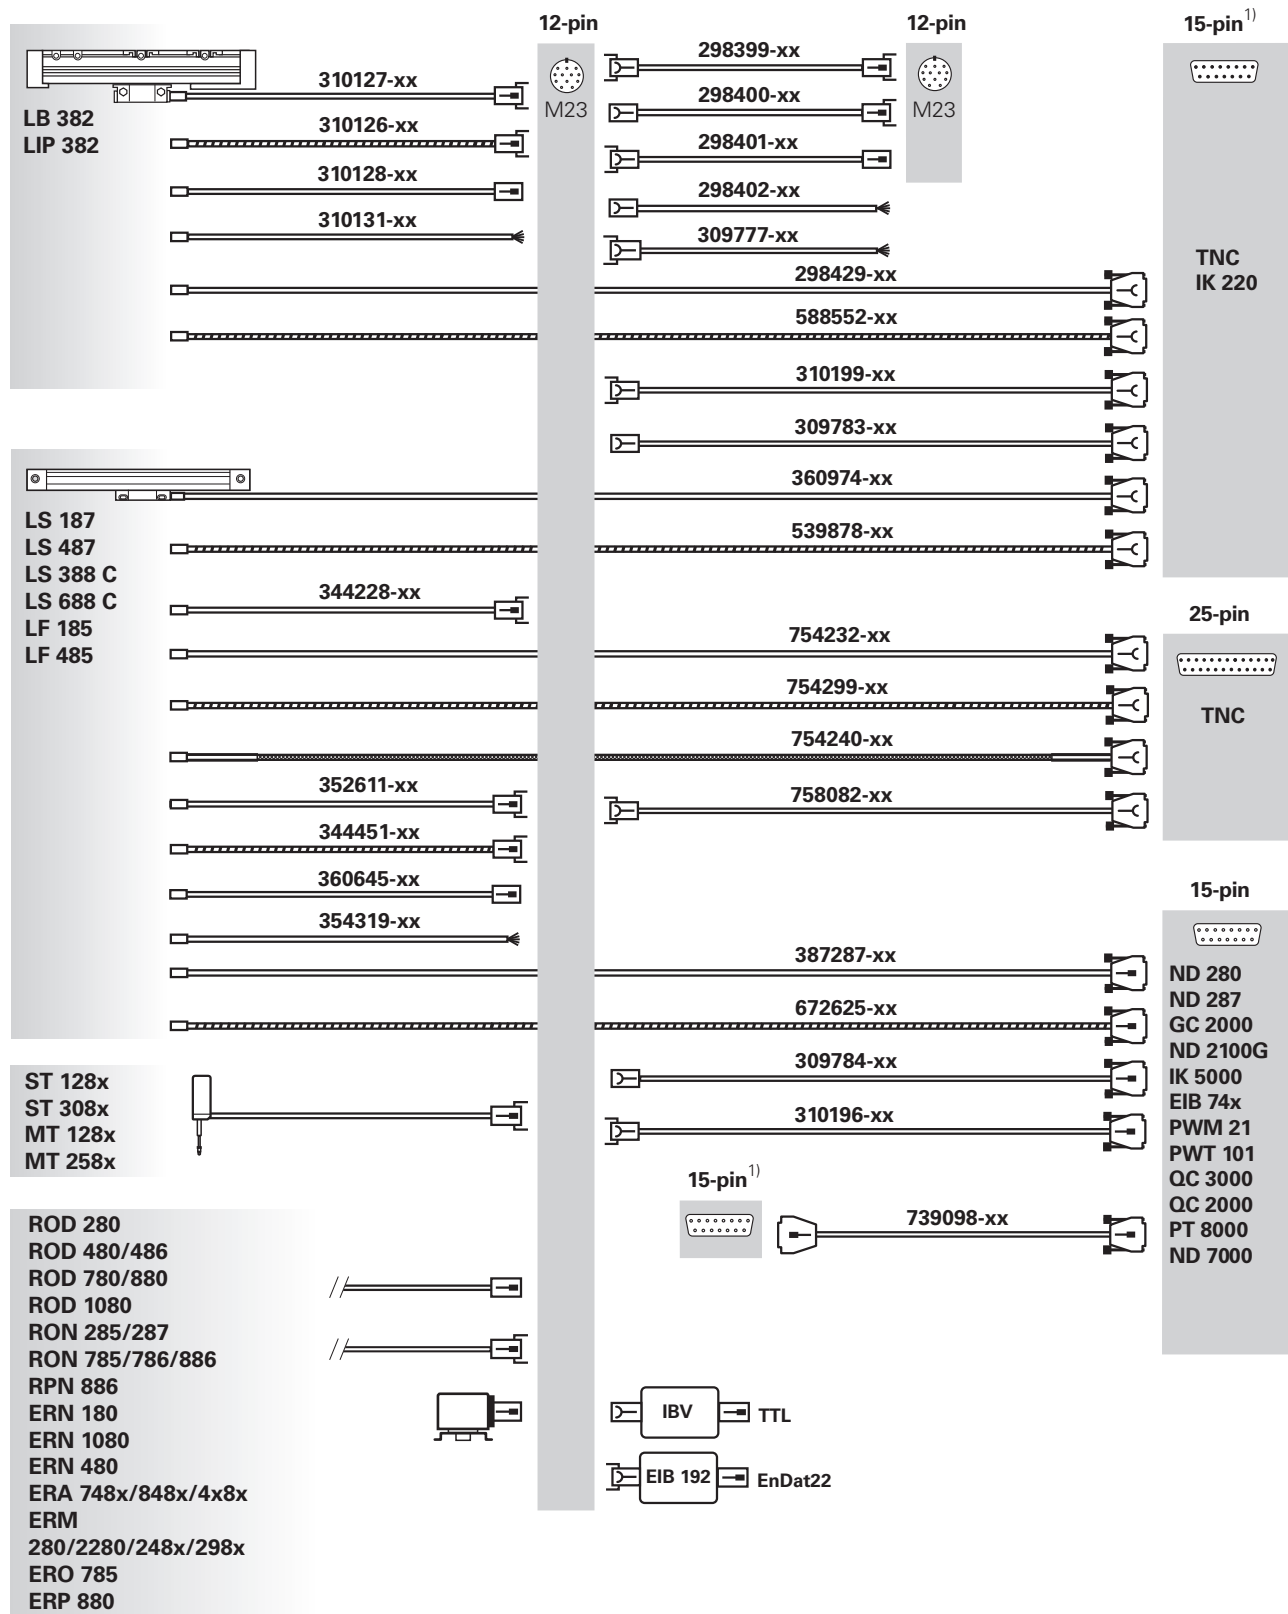 12-pin
12-pin
15-pin1)
M23
M23
LB 382
LIP 382
310127-xx
310126-xx
310128-xx
310131-xx
298399-xx
298400-xx
298401-xx
298402-xx
309777-xx
298429-xx
588552-xx
310199-xx
309783-xx
TNC
IK 220
LS 187
LS 487
LS 388 C
LS 688 C
LF 185
LF 485
360974-xx
539878-xx
344228-xx
754232-xx
754299-xx
754240-xx
352611-xx
758082-xx
344451-xx
360645-xx
354319-xx
387287-xx
672625-xx
25-pin
TNC
15-pin
ND 280
ND 287
GC 2000
ND 2100G
IK 5000
EIB 74x
PWM 21
PWT 101
QC 3000
QC 2000
PT 8000
ND 7000
ST 128x
ST 308x
MT 128x
MT 258x
309784-xx
310196-xx
15-pin1)
739098-xx
ROD 280
ROD 480/486
ROD 780/880
ROD 1080
RON 285/287
RON 785/786/886
RPN 886
ERN 180
ERN 1080
ERN 480
ERA 748x/848x/4x8x
ERM
280/2280/248x/298x
ERO 785
ERP 880
IBV
TTL
EIB 192
EnDat22